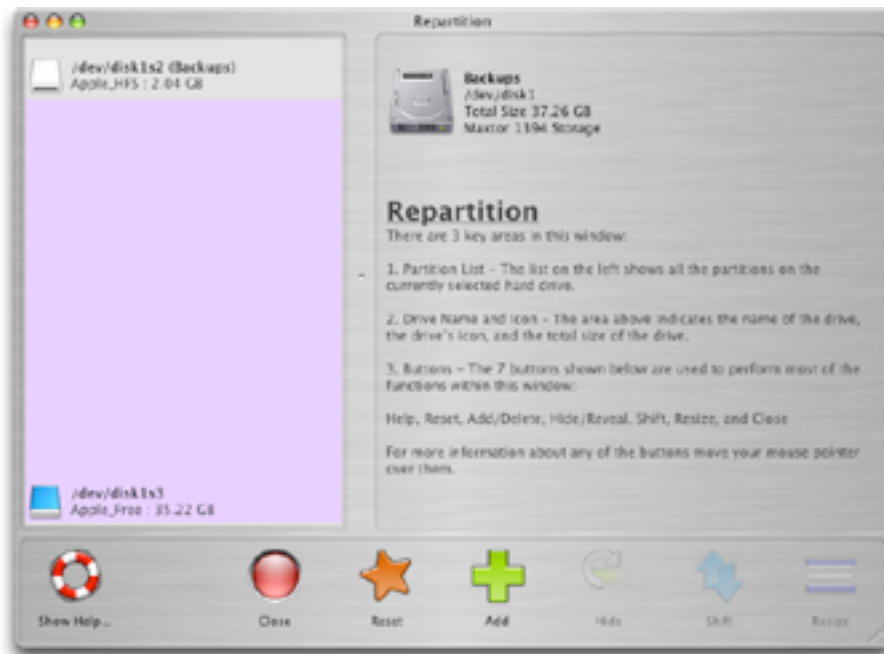 Repartition
/dev/disk1s2 (Backups)
Apple_HFS : 2.04 GB
/dev/disk1s3
Apple_Free : 35.22 GB
Backups
/dev/disk1
Total Size 37.26 GB
Maxtor 1394 Storage
Repartition
There are 3 key areas in this window:
1. Partition List – The list on the left shows all the partitions on the
currently selected hard drive.
2. Drive Name and Icon – The area above indicates the name of the drive,
the drive's icon, and the total size of the drive.
3. Buttons – The 7 buttons shown below are used to perform most of the
functions within this window:
Help, Reset, Add/Delete, Hide/Reveal, Shift, Resize, and Close
For more information about any of the buttons move your mouse pointer
over them.
Show Help...
Close
Reset
Add
Hide
Shift
Resize